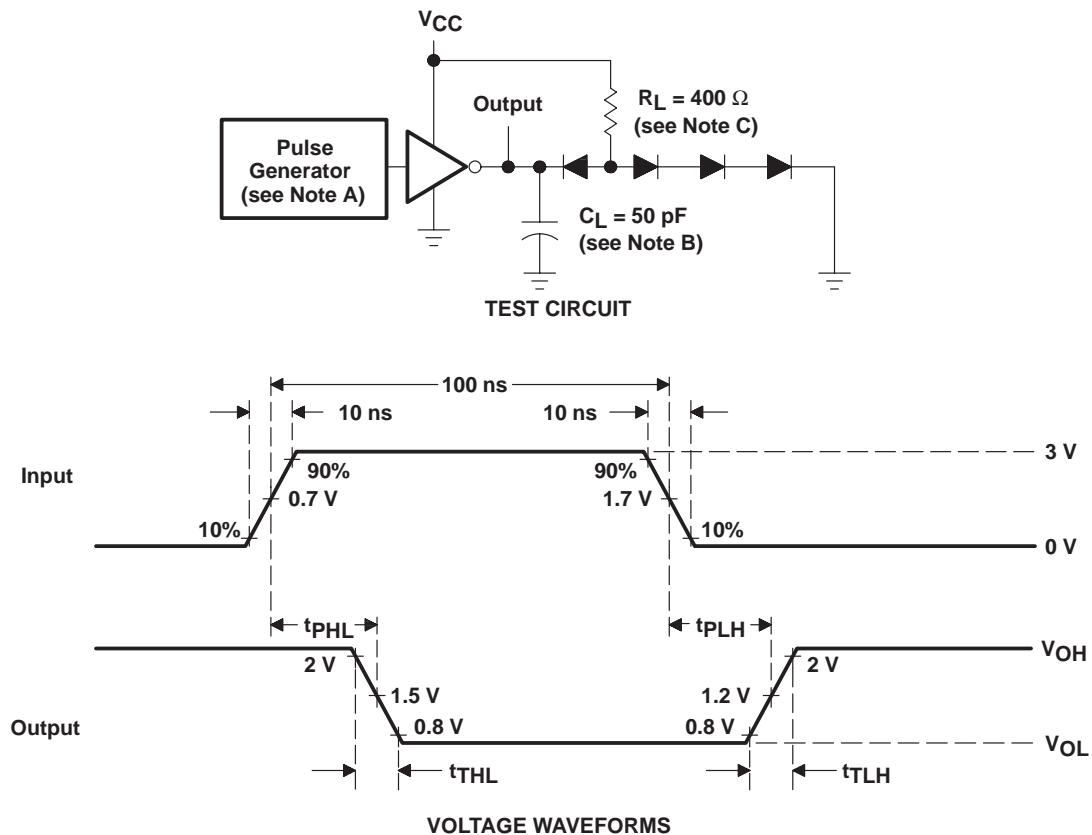 VCC
Output
RL = 400 Ω
(see Note C)
Pulse
Generator
(see Note A)
CL = 50 pF
(see Note B)
TEST CIRCUIT
100 ns
10 ns
10 ns
3 V
Input
90%
90%
0.7 V
1.7 V
10%
10%
0 V
tPHL
tPLH
VOH
2 V
2 V
1.5 V
1.2 V
Output
0.8 V
0.8 V
VOL
tTHL
tTLH
VOLTAGE WAVEFORMS